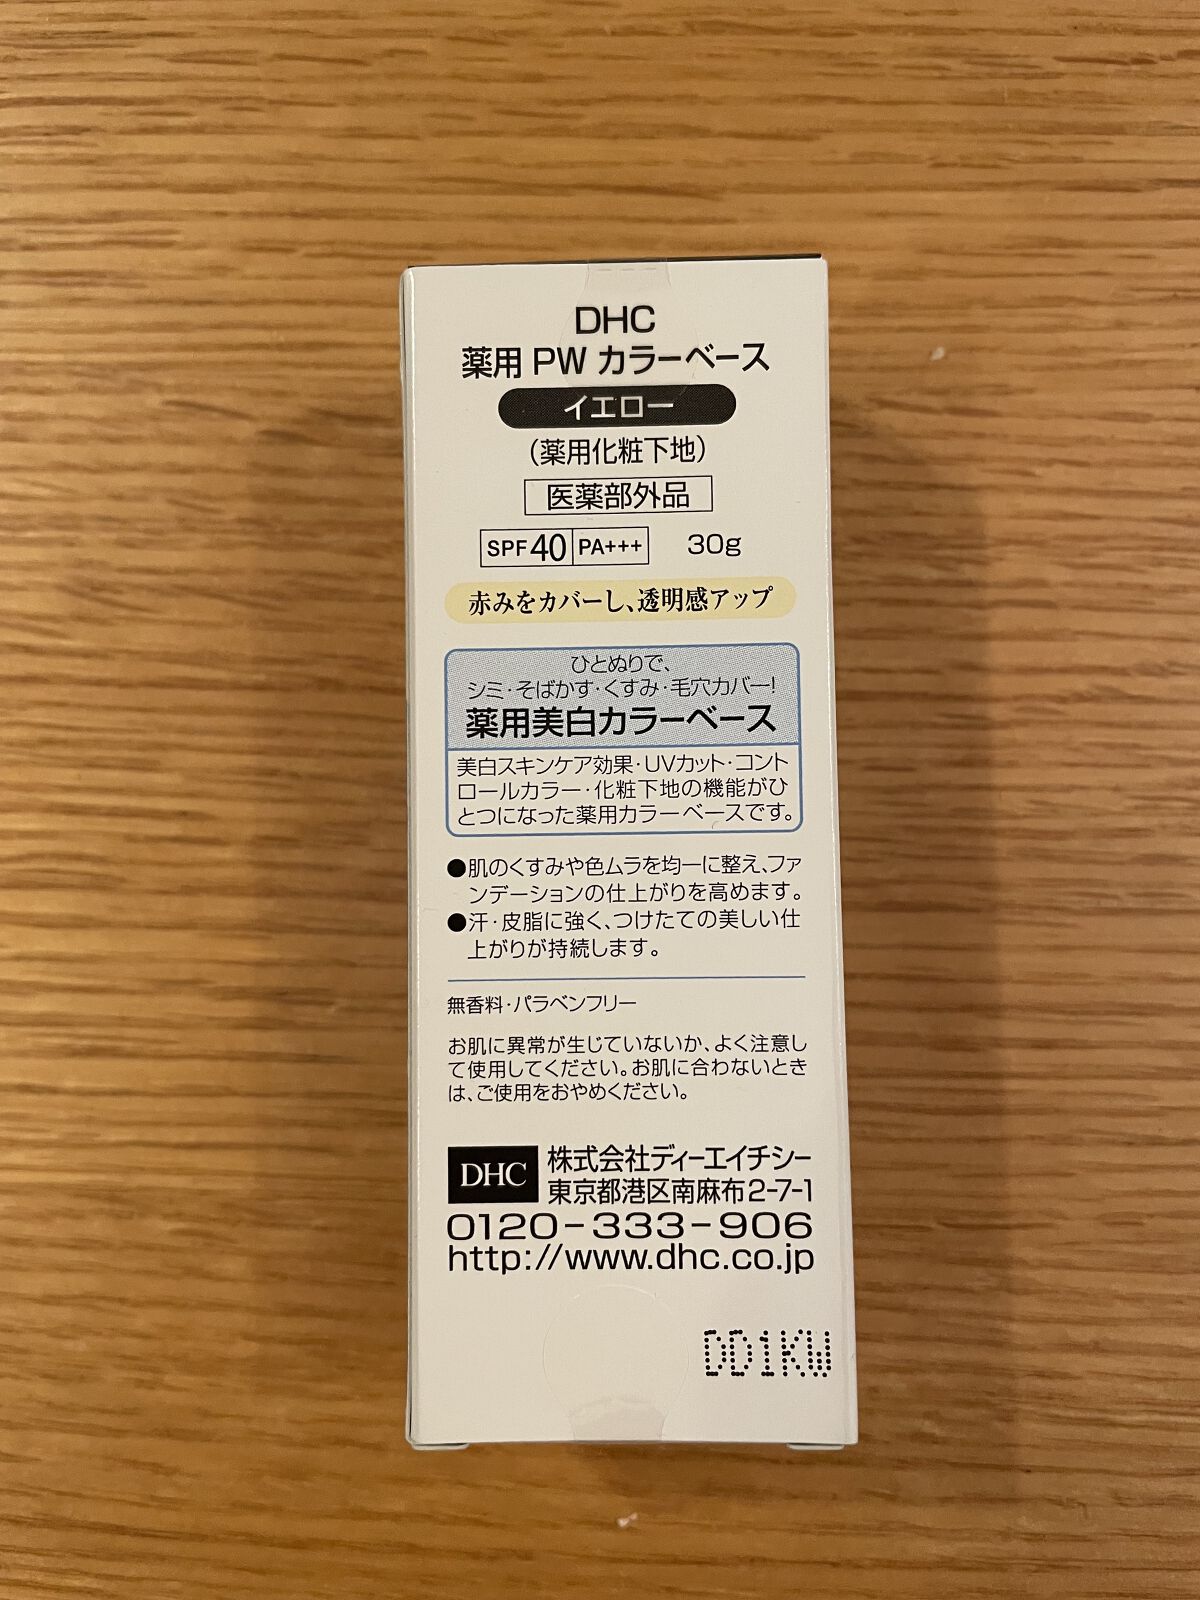 DHC
薬用 PW カラーベース
イエロー
(薬用化粧下地)
医薬部外品
SPF40 PA+++ 30g
赤みをカバーし、透明感アップ
ひとぬりで、
シミ・そばかす・くすみ・毛穴カバー!
薬用美白カラーベース
美白スキンケア効果・UVカット・コント
ロールカラー・化粧下地の機能がひ
とつになった薬用カラーベースです。
●肌のくすみや色ムラを均一に整え、ファ
ンデーションの仕上がりを高めます。
●汗・皮脂に強く、つけたての美しい仕
上がりが持続します。
無香料・パラベンフリー
お肌に異常が生じていないか、よく注意し
て使用してください。お肌に合わないとき
は、ご使用をおやめください。
DHC 株式会社ディーエイチシー
東京都港区南麻布2-7-1
0120-333-906
http://www.dhc.co.jp
DD1KW